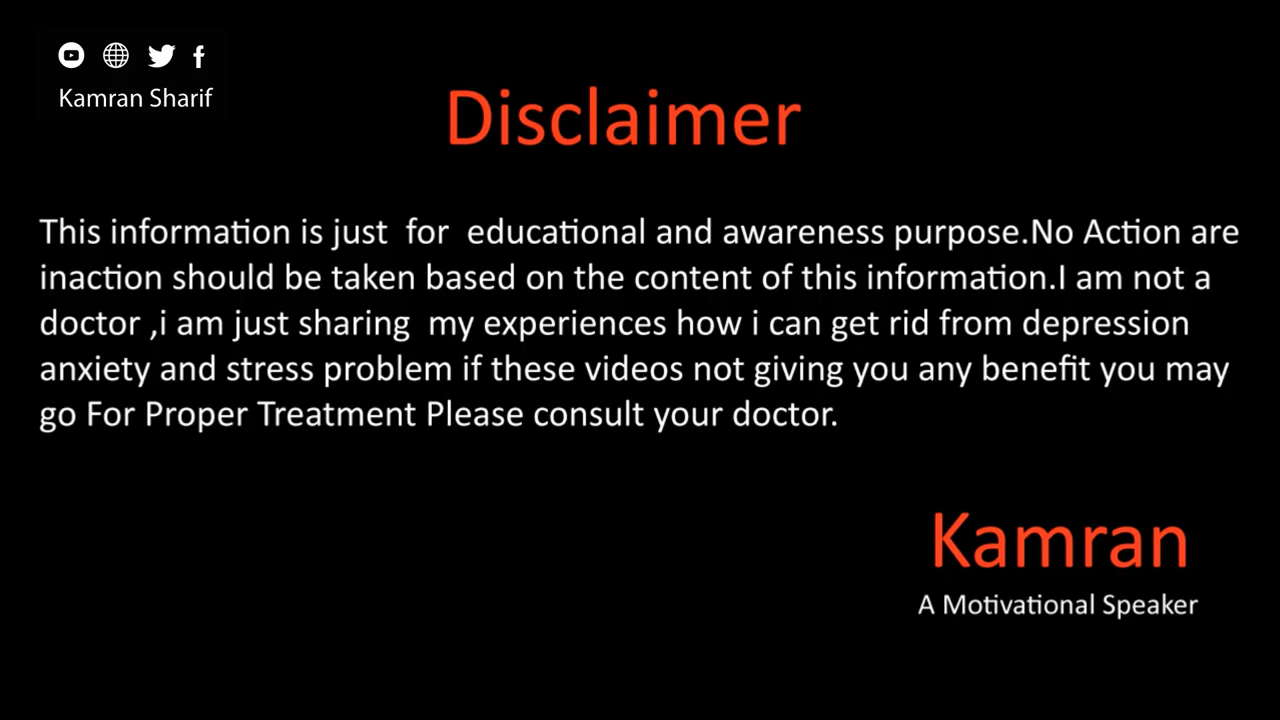 Kamran Sharif
Disclaimer
This information is just for educational and awareness purpose.No Action are
inaction should be taken based on the content of this information.I am not a
doctor ,i am just sharing my experiences how i can get rid from depression
anxiety and stress problem if these videos not giving you any benefit you may
go For Proper Treatment Please consult your doctor.
Kamran
A Motivational Speaker